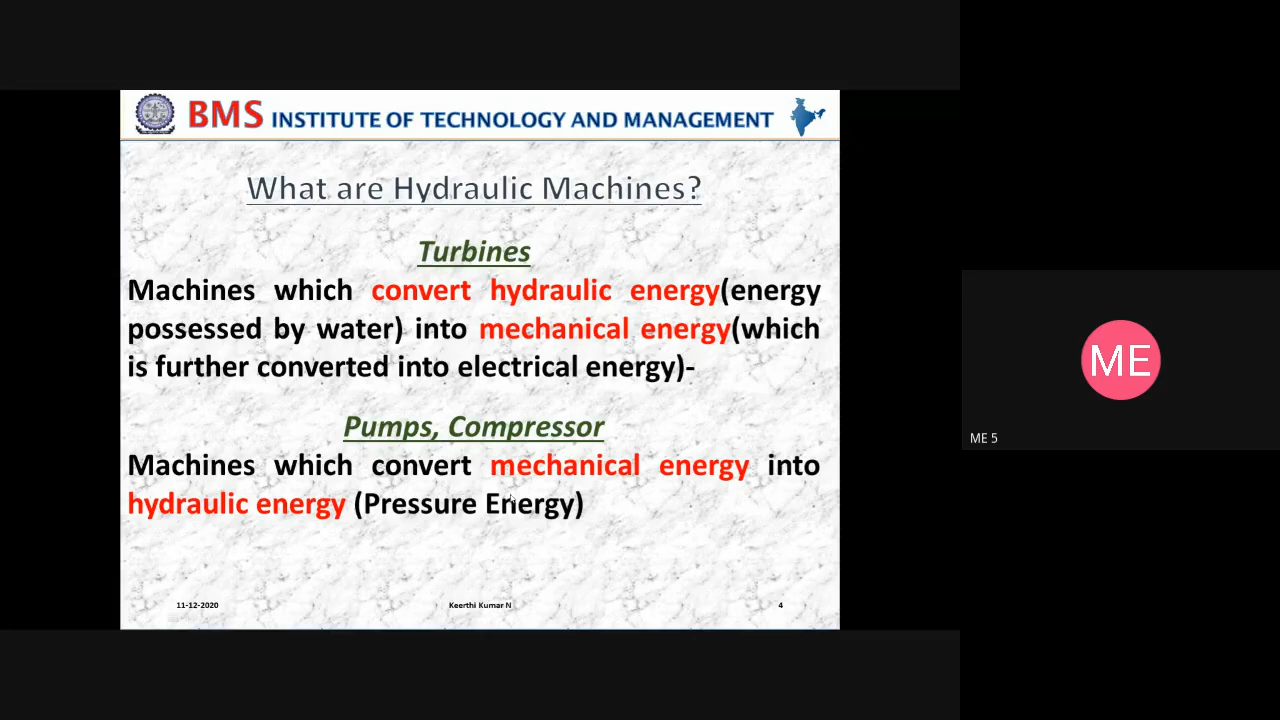 BMS INSTITUTE OF TECHNOLOGY AND MANAGEMENT
What are Hydraulic Machines?
Turbines
Machines which convert hydraulic energy(energy
possessed by water) into mechanical energy(which
is further converted into electrical energy)-
Pumps, Compressor
Machines which convert mechanical energy into
hydraulic energy (Pressure Energy)
11-12-2020 Keerthi Kumar N 4
ME
ME 5